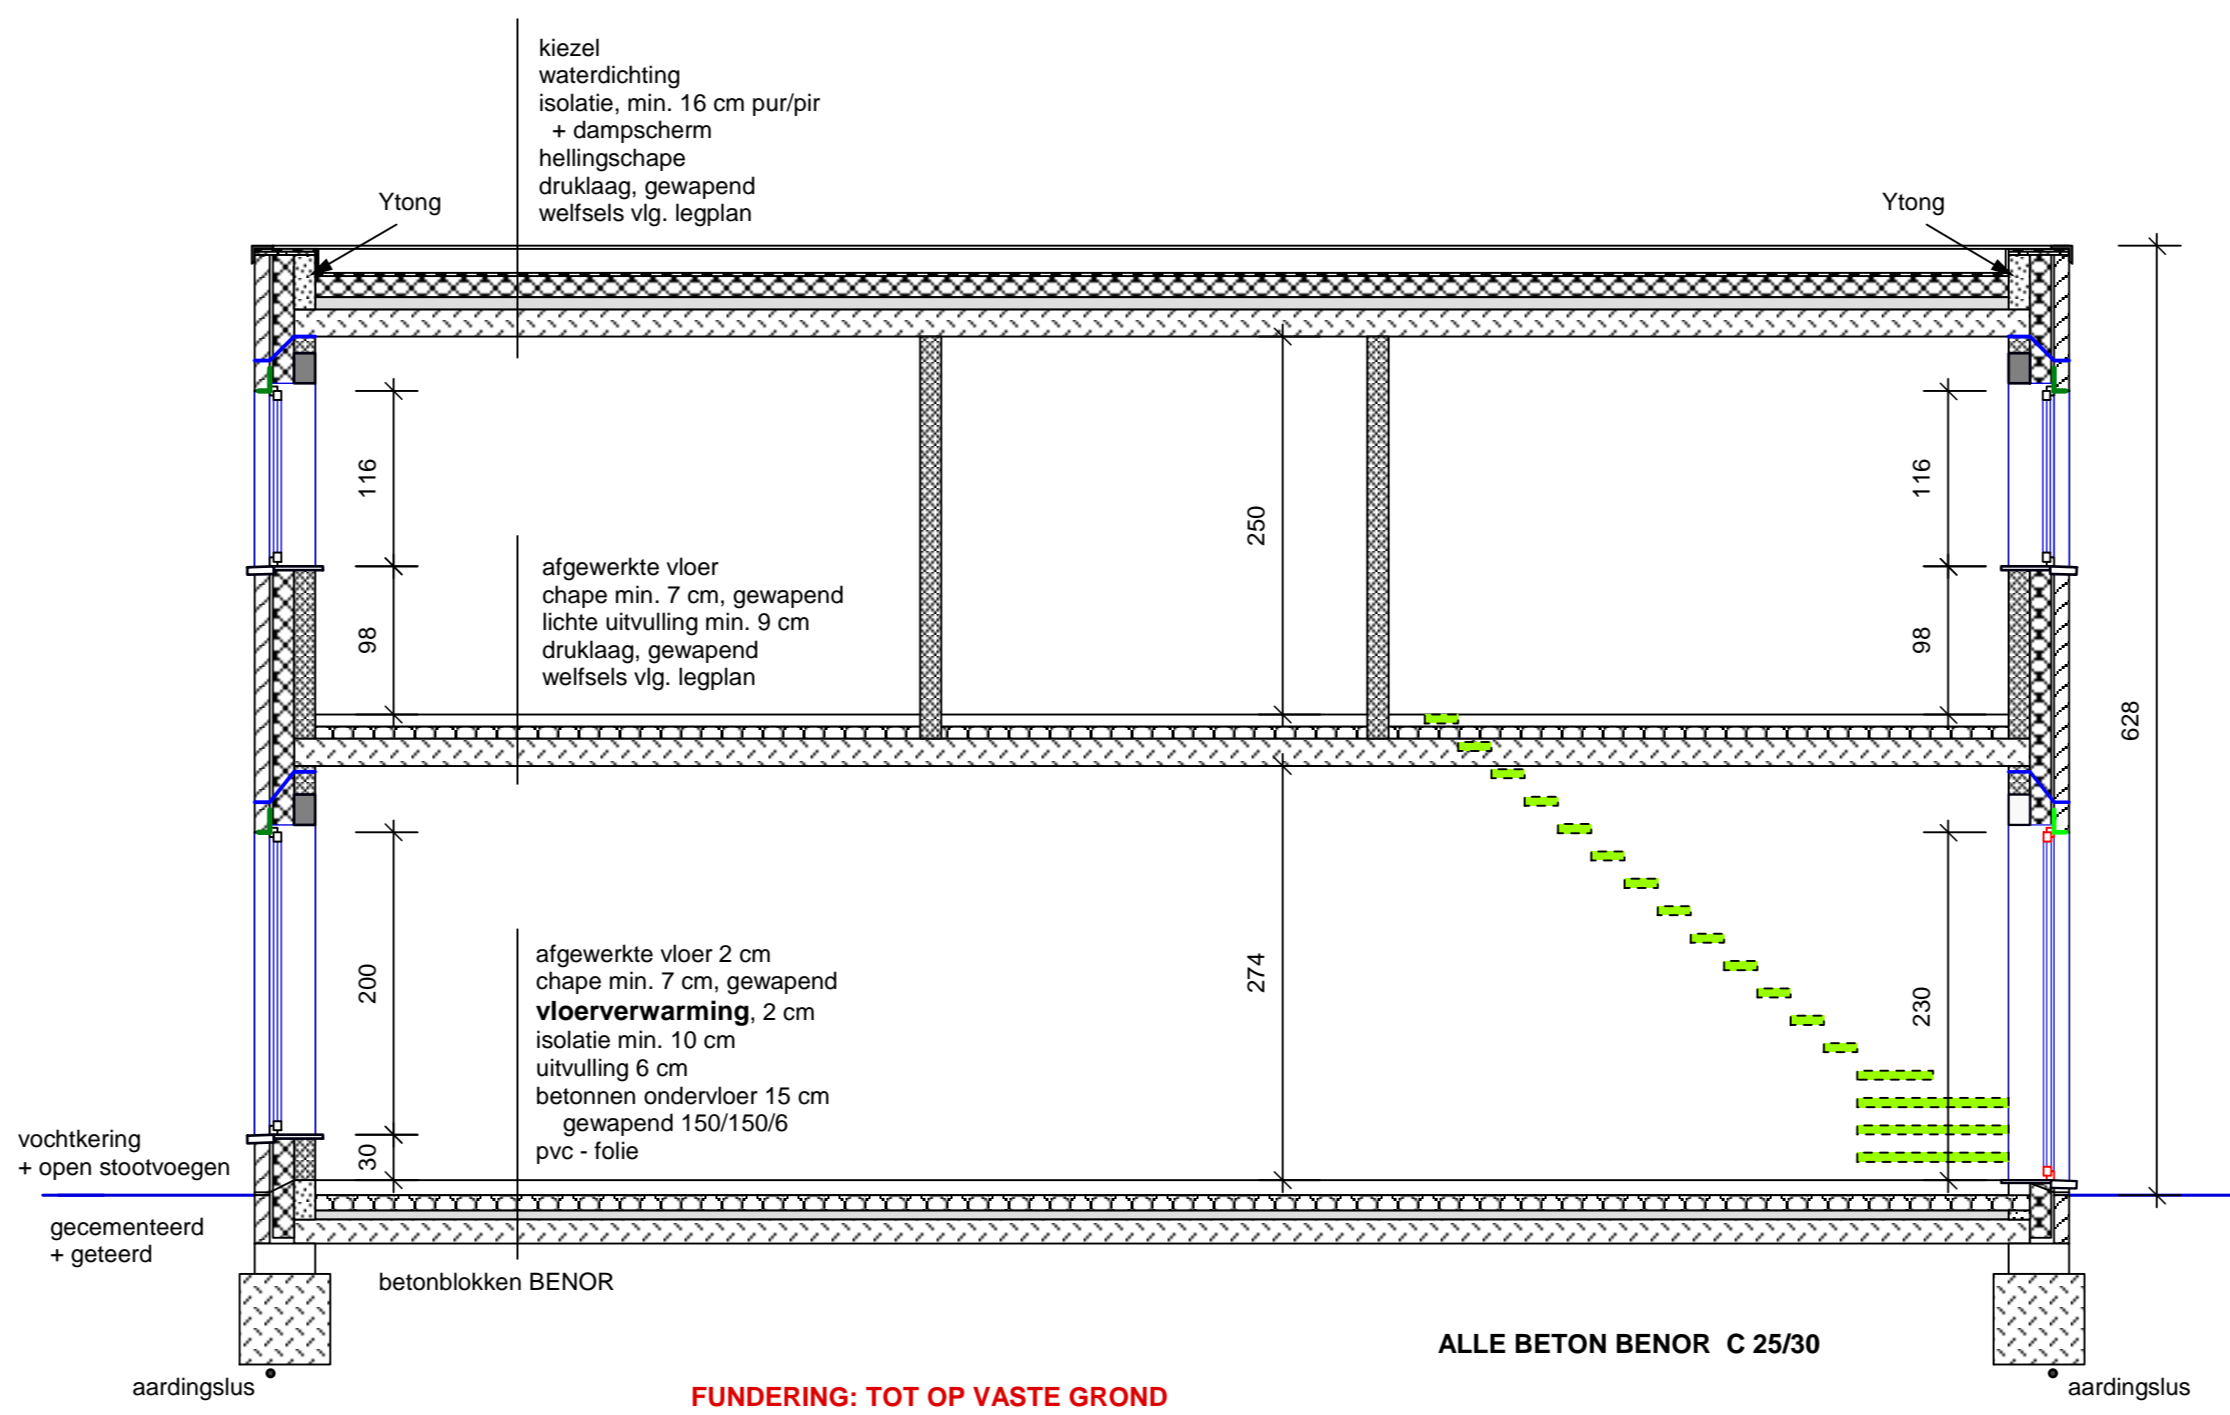 kiezel
waterdichting
isolatie, min. 16 cm pur/pir
+ dampscherm
hellingschape
druklaag, gewapend
welfsels vlg. legplan
Ytong
Ytong
116
98
250
116
98
628
afgewerkte vloer
chape min. 7 cm, gewapend
lichte uitvulling min. 9 cm
druklaag, gewapend
welfsels vlg. legplan
200
30
274
230
afgewerkte vloer 2 cm
chape min. 7 cm, gewapend
vloerverwarming, 2 cm
isolatie min. 10 cm
uitvulling 6 cm
betonnen ondervloer 15 cm
gewapend 150/150/6
pvc - folie
vochtkering
+ open stootvoegen
gecementeerd
+ geteerd
betonblokken BENOR
ALLE BETON BENOR C 25/30
aardingslus
FUNDERING: TOT OP VASTE GROND
aardingslus